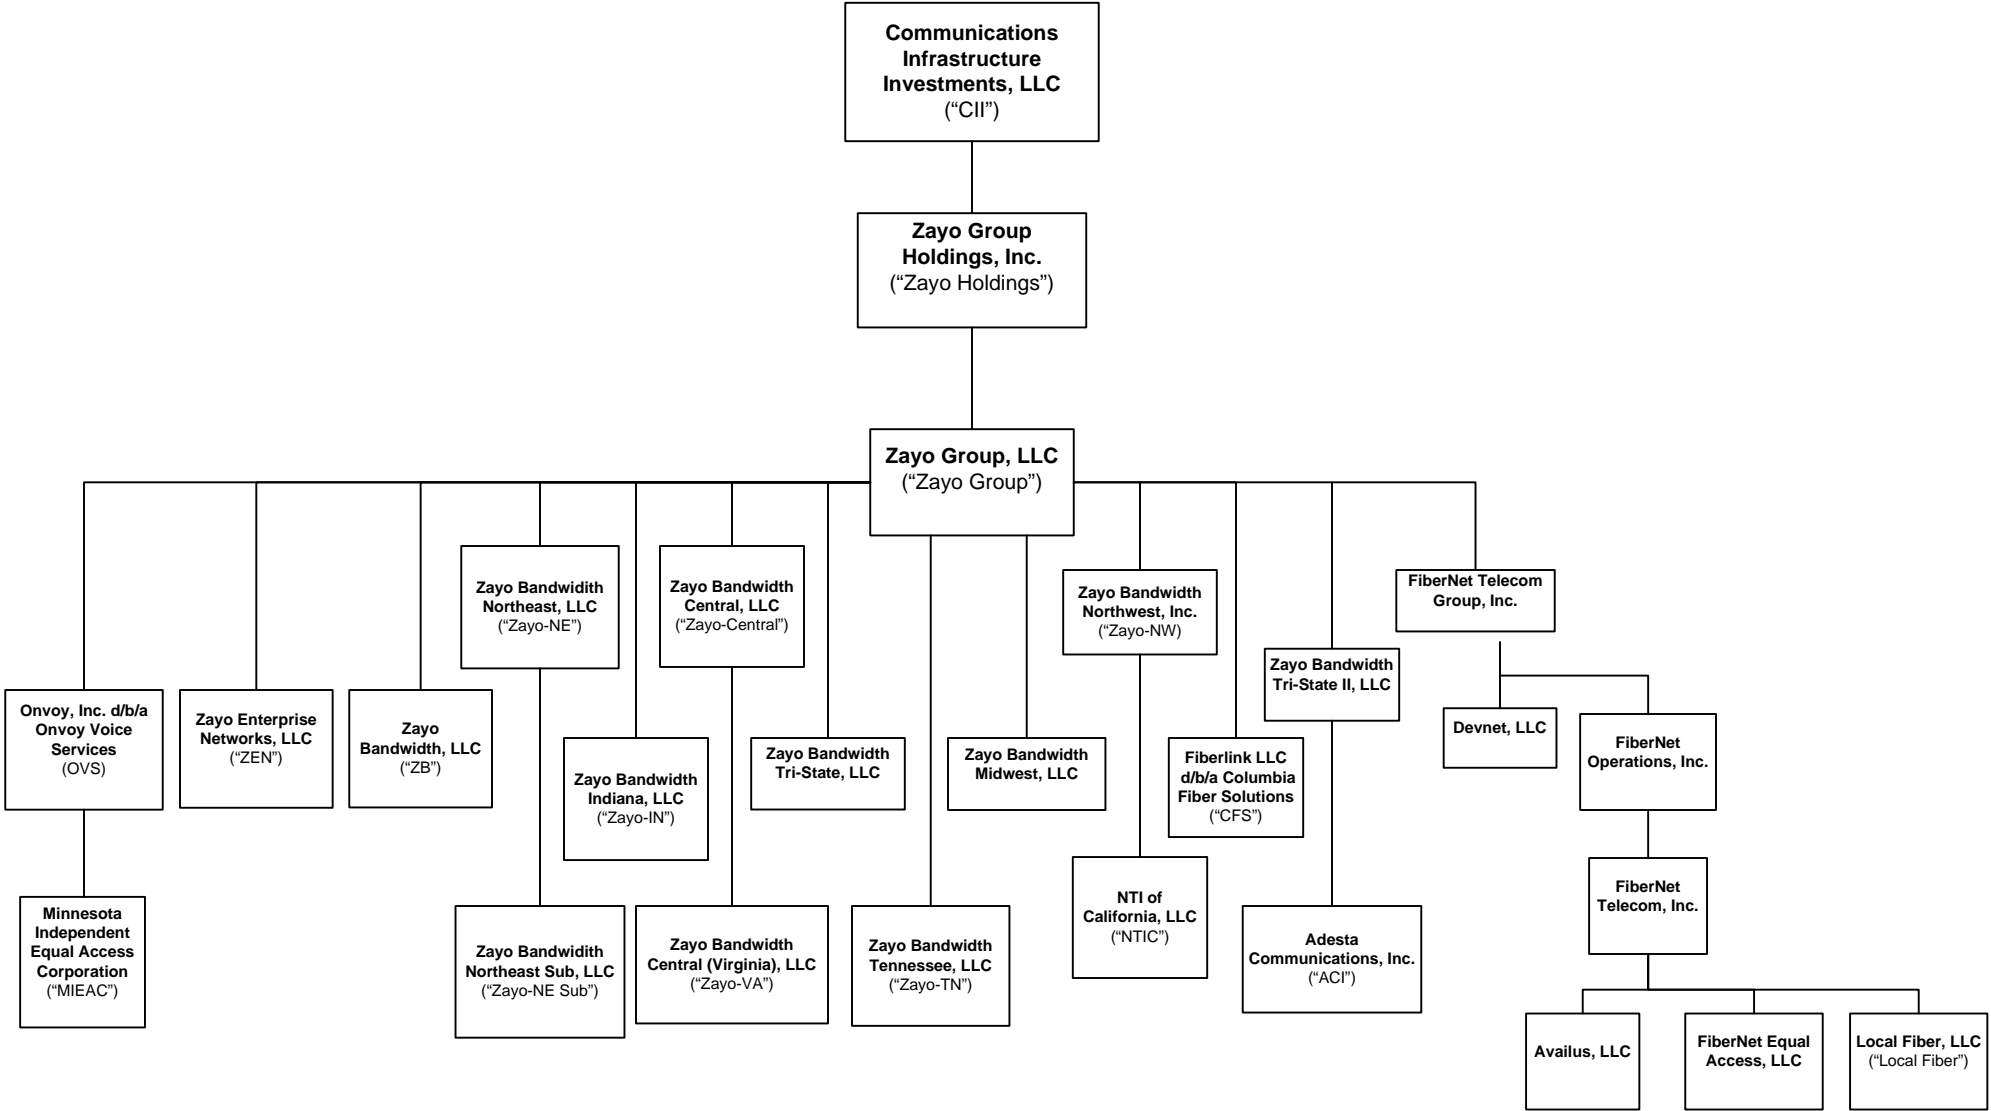 Communications
Infrastructure
Investments, LLC
(“CII”)
Zayo Group
Holdings, Inc.
(“Zayo Holdings”)
Zayo Group, LLC
(“Zayo Group”)
Onvoy, Inc. d/b/a
Onvoy Voice
Services
(OVS)
Minnesota
Independent
Equal Access
Corporation
(“MIEAC”)
Zayo Enterprise
Networks, LLC
(“ZEN”)
Zayo
Bandwidth, LLC
(“ZB”)
Zayo Bandwidith
Northeast, LLC
(“Zayo-NE”)
Zayo Bandwidith
Northeast Sub, LLC
(“Zayo-NE Sub”)
Zayo Bandwidth
Indiana, LLC
(“Zayo-IN”)
Zayo Bandwidth
Central, LLC
(“Zayo-Central”)
Zayo Bandwidth
Central (Virginia), LLC
(“Zayo-VA”)
Zayo Bandwidth
Tri-State, LLC
Zayo Bandwidth
Tennessee, LLC
(“Zayo-TN”)
Zayo Bandwidth
Midwest, LLC
Zayo Bandwidth
Northwest, Inc.
(“Zayo-NW)
NTI of
California, LLC
(“NTIC”)
Fiberlink LLC
d/b/a Columbia
Fiber Solutions
(“CFS”)
Zayo Bandwidth
Tri-State II, LLC
Adesta
Communications, Inc.
(“ACI”)
FiberNet Telecom
Group, Inc.
Devnet, LLC
FiberNet
Operations, Inc.
FiberNet
Telecom, Inc.
Availus, LLC
FiberNet Equal
Access, LLC
Local Fiber, LLC
(“Local Fiber”)